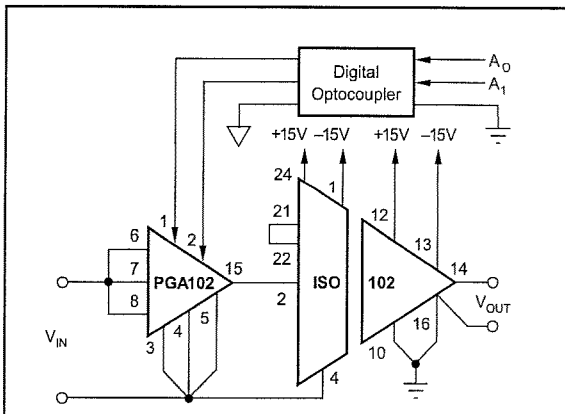 Digital
Optocoupler
A0
A1
+15V –15V +15V –15V
24
1
21
22
2
ISO
4
12
13
102
14
16
10
VOUT
1
2
6
7
8
PGA102
15
3
4
5
VIN